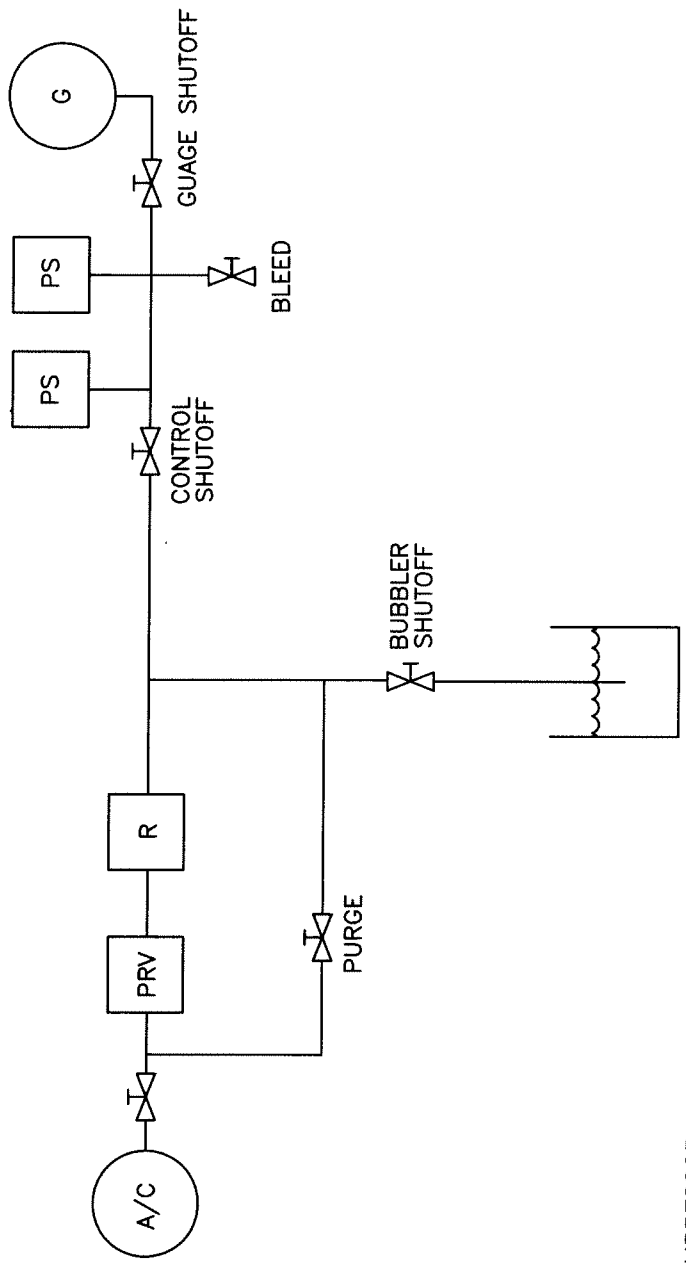 A/C
PRV
R
PURGE
BUBBLER
SHUTOFF
CONTROL
SHUTOFF
PS
PS
BLEED
GUAGE SHUTOFF
G